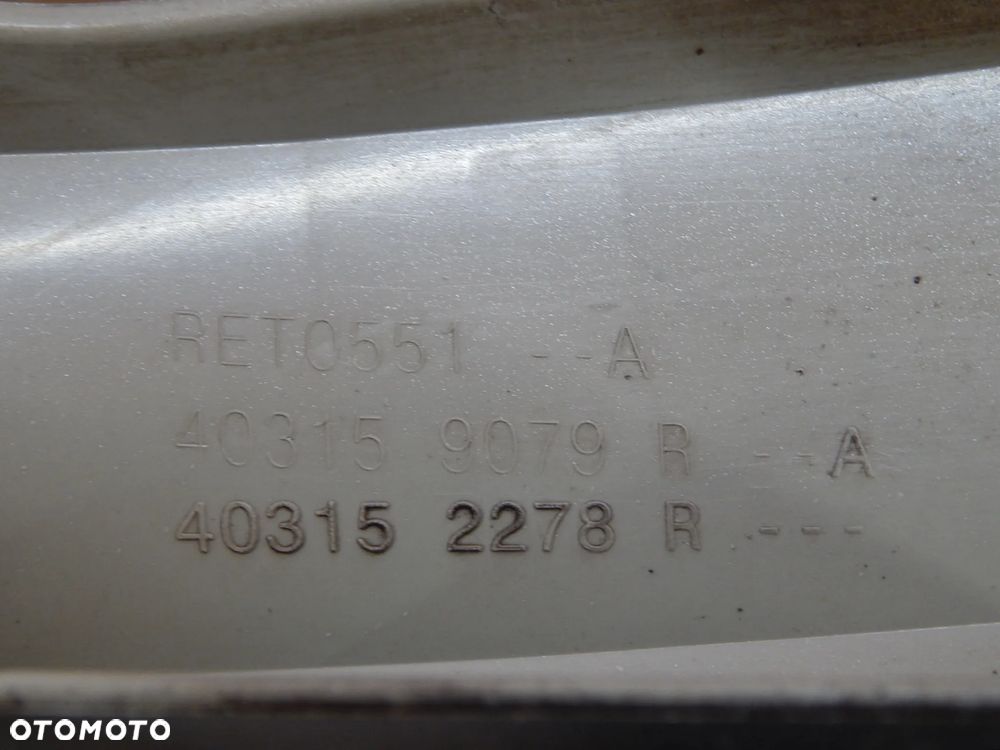 RET0551 --A
40315 9079 R --A
40315 2278 R ---
OTOMOTO